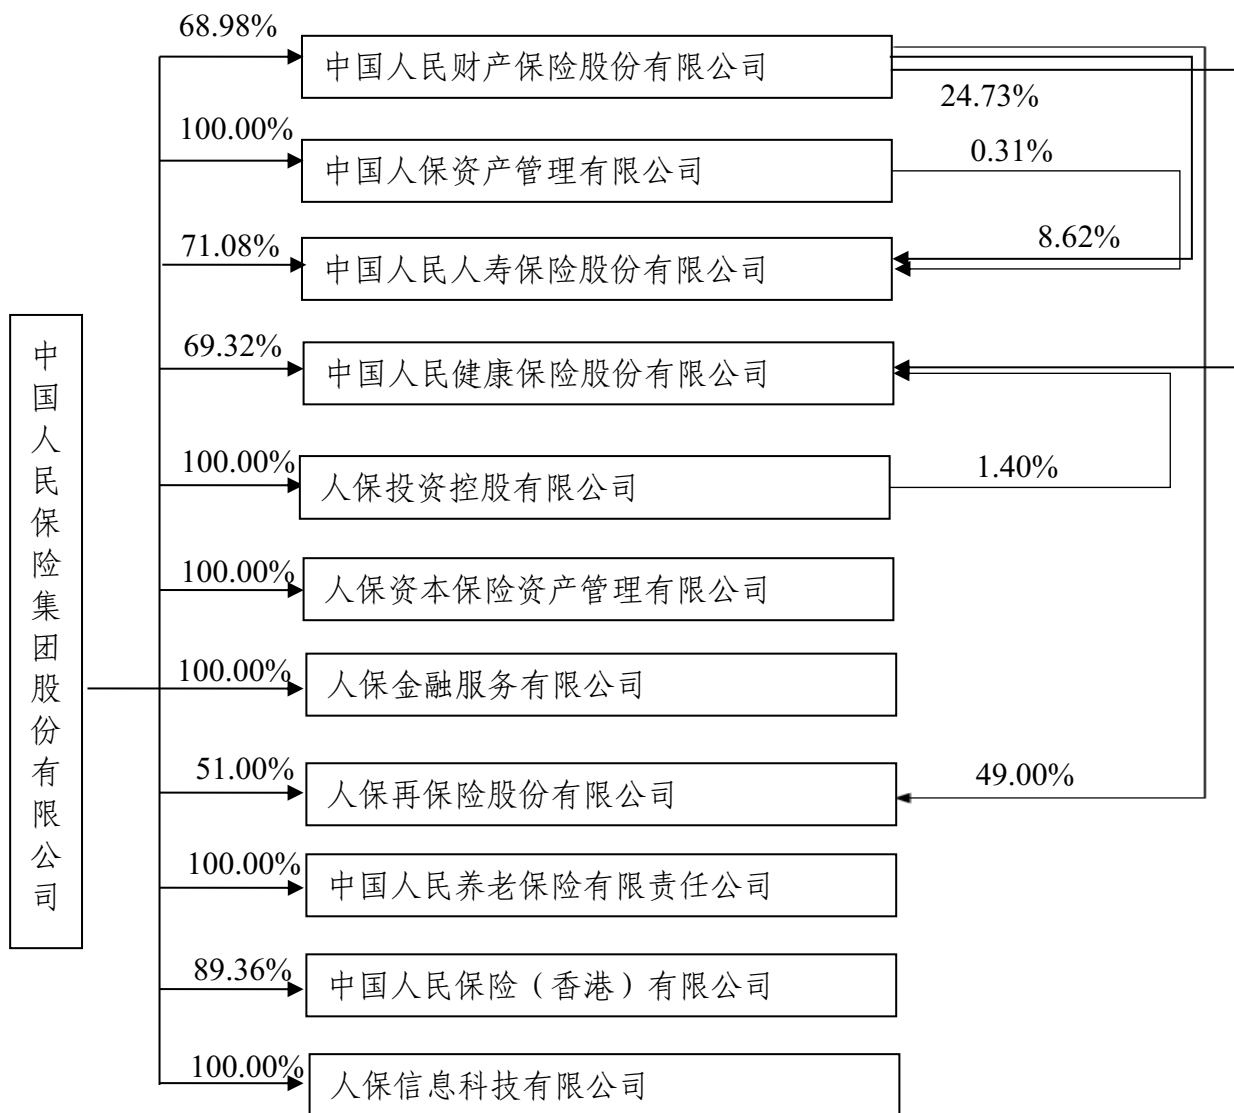 68.98%
中国人民财产保险股份有限公司
24.73%
100.00%
中国人保资产管理有限公司
0.31%
71.08%
中国人民人寿保险股份有限公司
8.62%
69.32%
中国人民健康保险股份有限公司
中国人民保险集团股份有限公司
100.00%
人保投资控股有限公司
1.40%
100.00%
人保资本保险资产管理有限公司
100.00%
人保金融服务有限公司
51.00%
人保再保险股份有限公司
49.00%
100.00%
中国人民养老保险有限责任公司
89.36%
中国人民保险（香港）有限公司
100.00%
人保信息科技有限公司